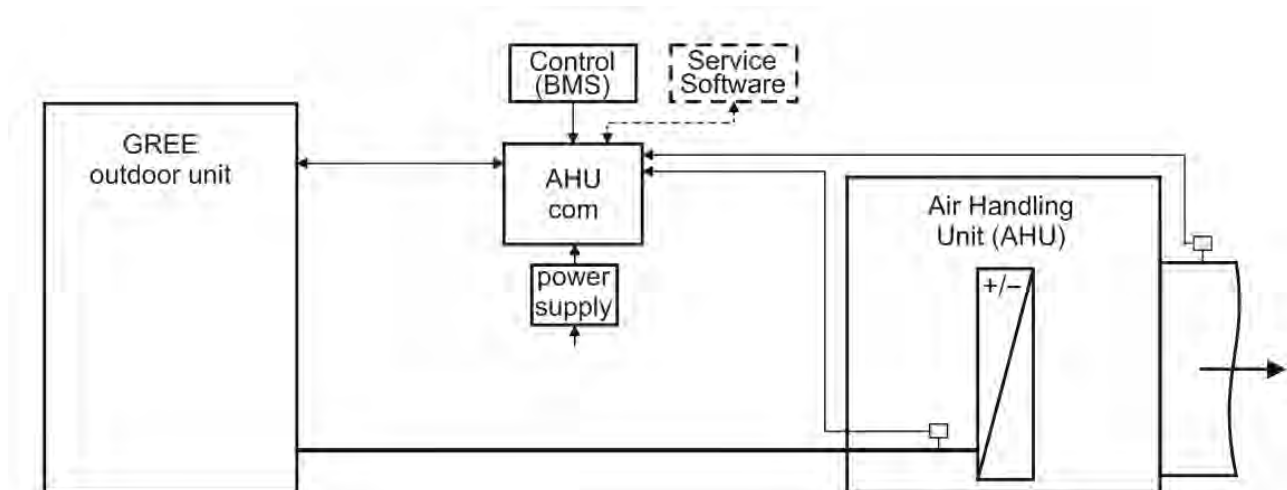 Control
(BMS)
Service
Software
GREE
outdoor unit
AHU
com
Air Handling
Unit (AHU)
+/−
power
supply